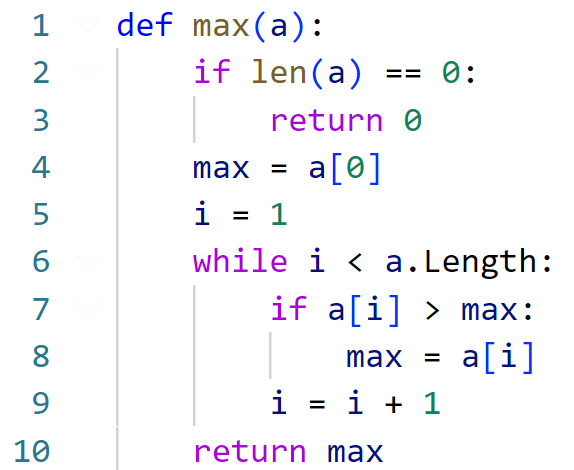 1 def max(a):
2     if len(a) == 0:
3         return 0
4     max = a[0]
5     i = 1
6     while i < a.Length:
7         if a[i] > max:
8             max = a[i]
9         i = i + 1
10     return max